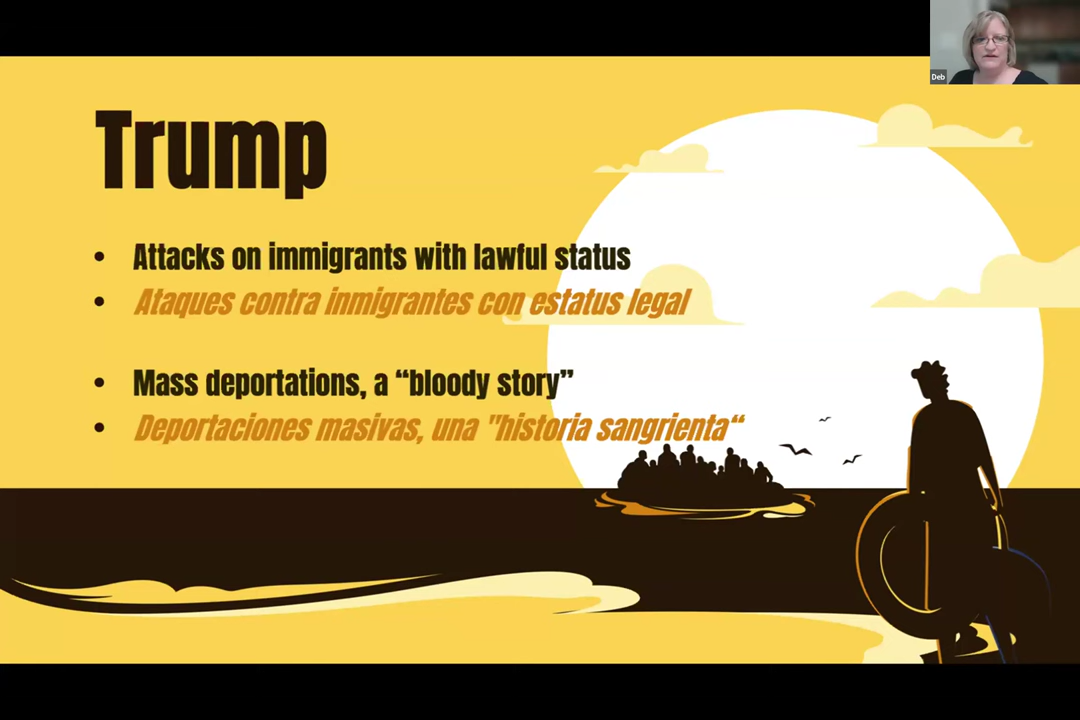 Deb
Trump
• Attacks on immigrants with lawful status
• Ataques contra inmigrantes con estatus legal
• Mass deportations, a “bloody story”
• Deportaciones masivas, una "historia sangrienta“